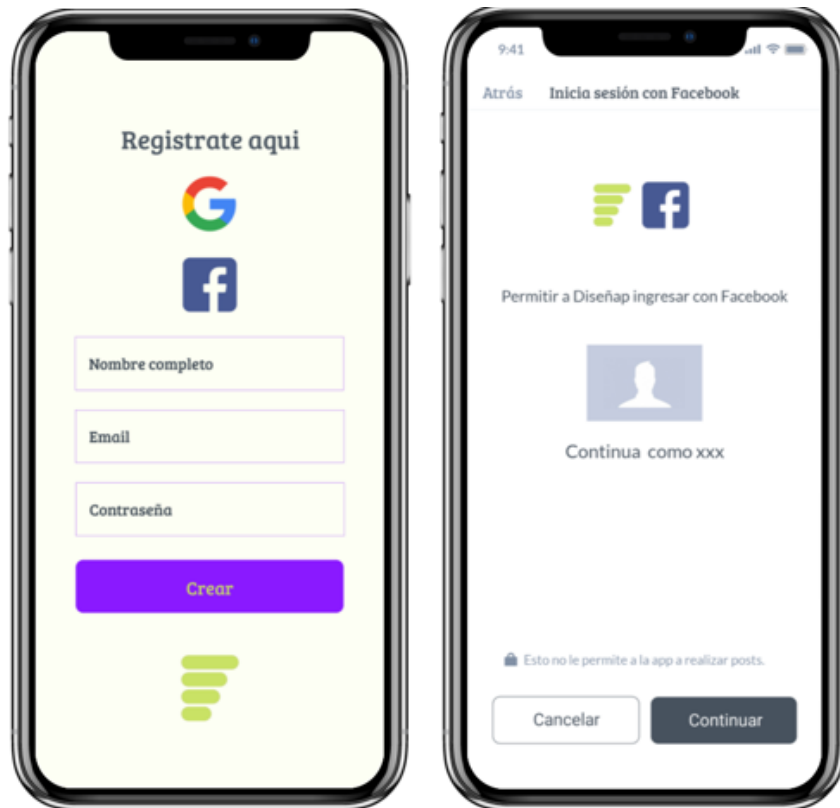 Registrate aqui
Nombre completo
Email
Contraseña
Crear
9:41
Atrás Inicia sesión con Facebook
Permitir a Diseñap ingresar con Facebook
Continua como xxx
Esto no le permite a la app a realizar posts.
Cancelar Continuar